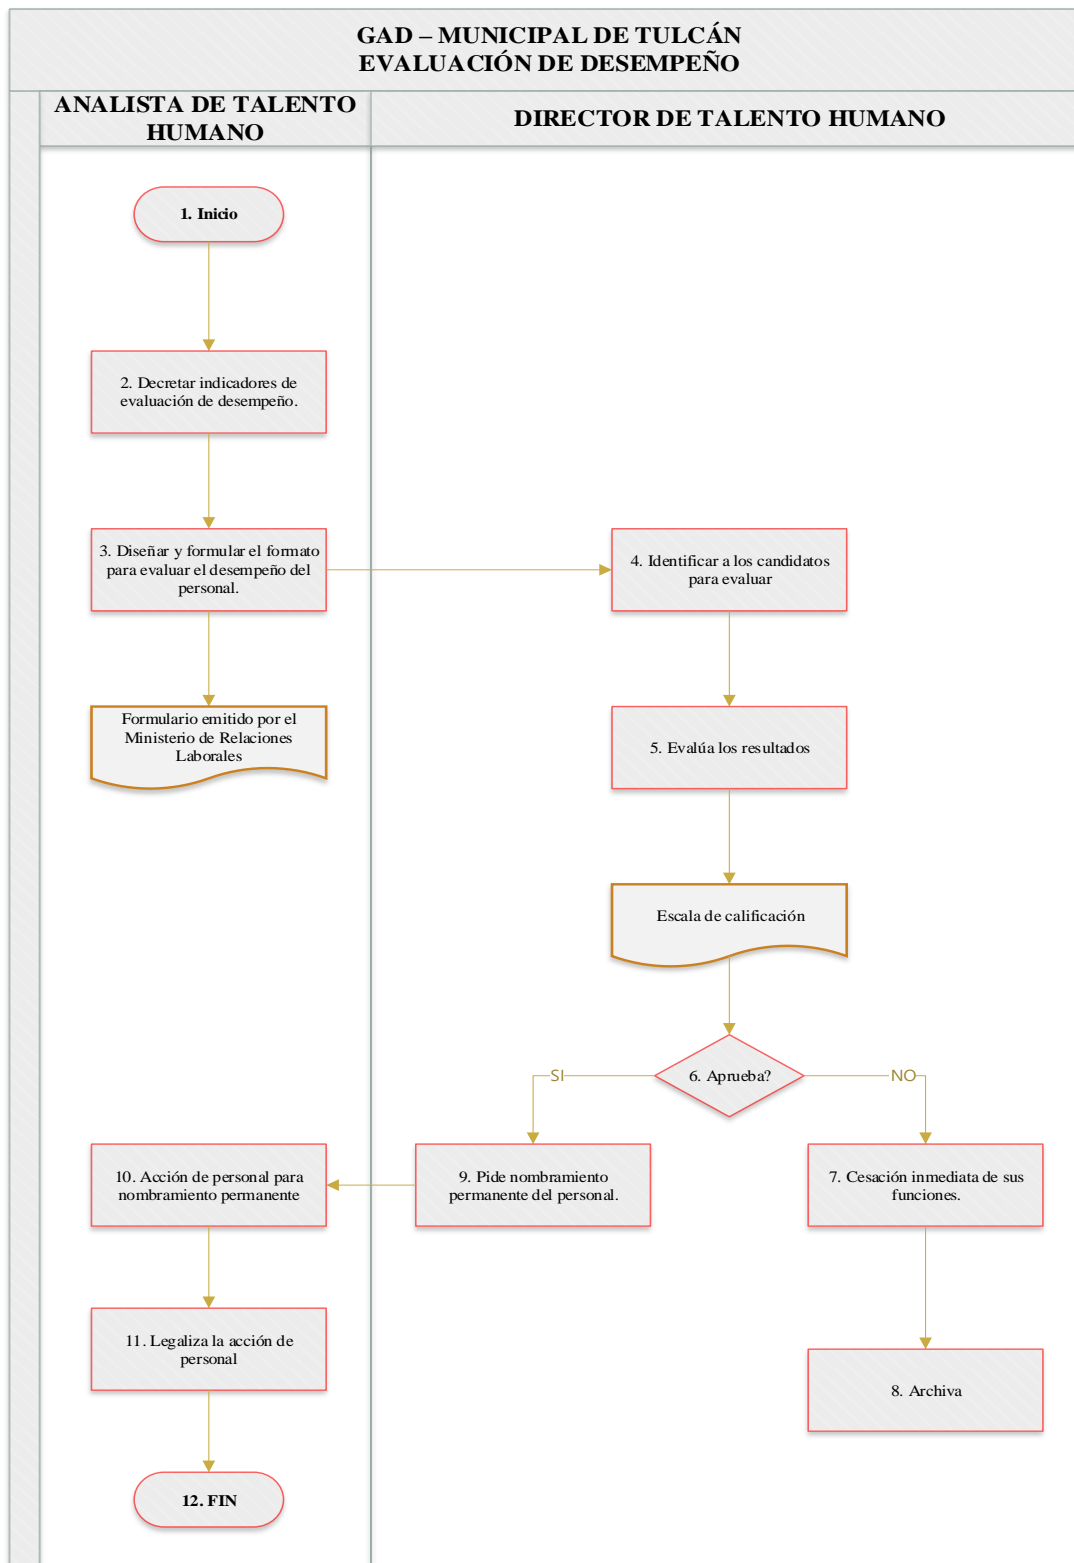 GAD – MUNICIPAL DE TULCÁN
EVALUACIÓN DE DESEMPEÑO
ANALISTA DE TALENTO
HUMANO
DIRECTOR DE TALENTO HUMANO
1. Inicio
2. Decretar indicadores de
evaluación de desempeño.
3. Diseñar y formular el formato
para evaluar el desempeño del
personal.
4. Identificar a los candidatos
para evaluar
Formulario emitido por el
Ministerio de Relaciones
Laborales
5. Evalúa los resultados
Escala de calificación
6. Aprueba?
SI
NO
10. Acción de personal para
nombramiento permanente
9. Pide nombramiento
permanente del personal.
7. Cesación inmediata de sus
funciones.
11. Legaliza la acción de
personal
8. Archiva
12. FIN